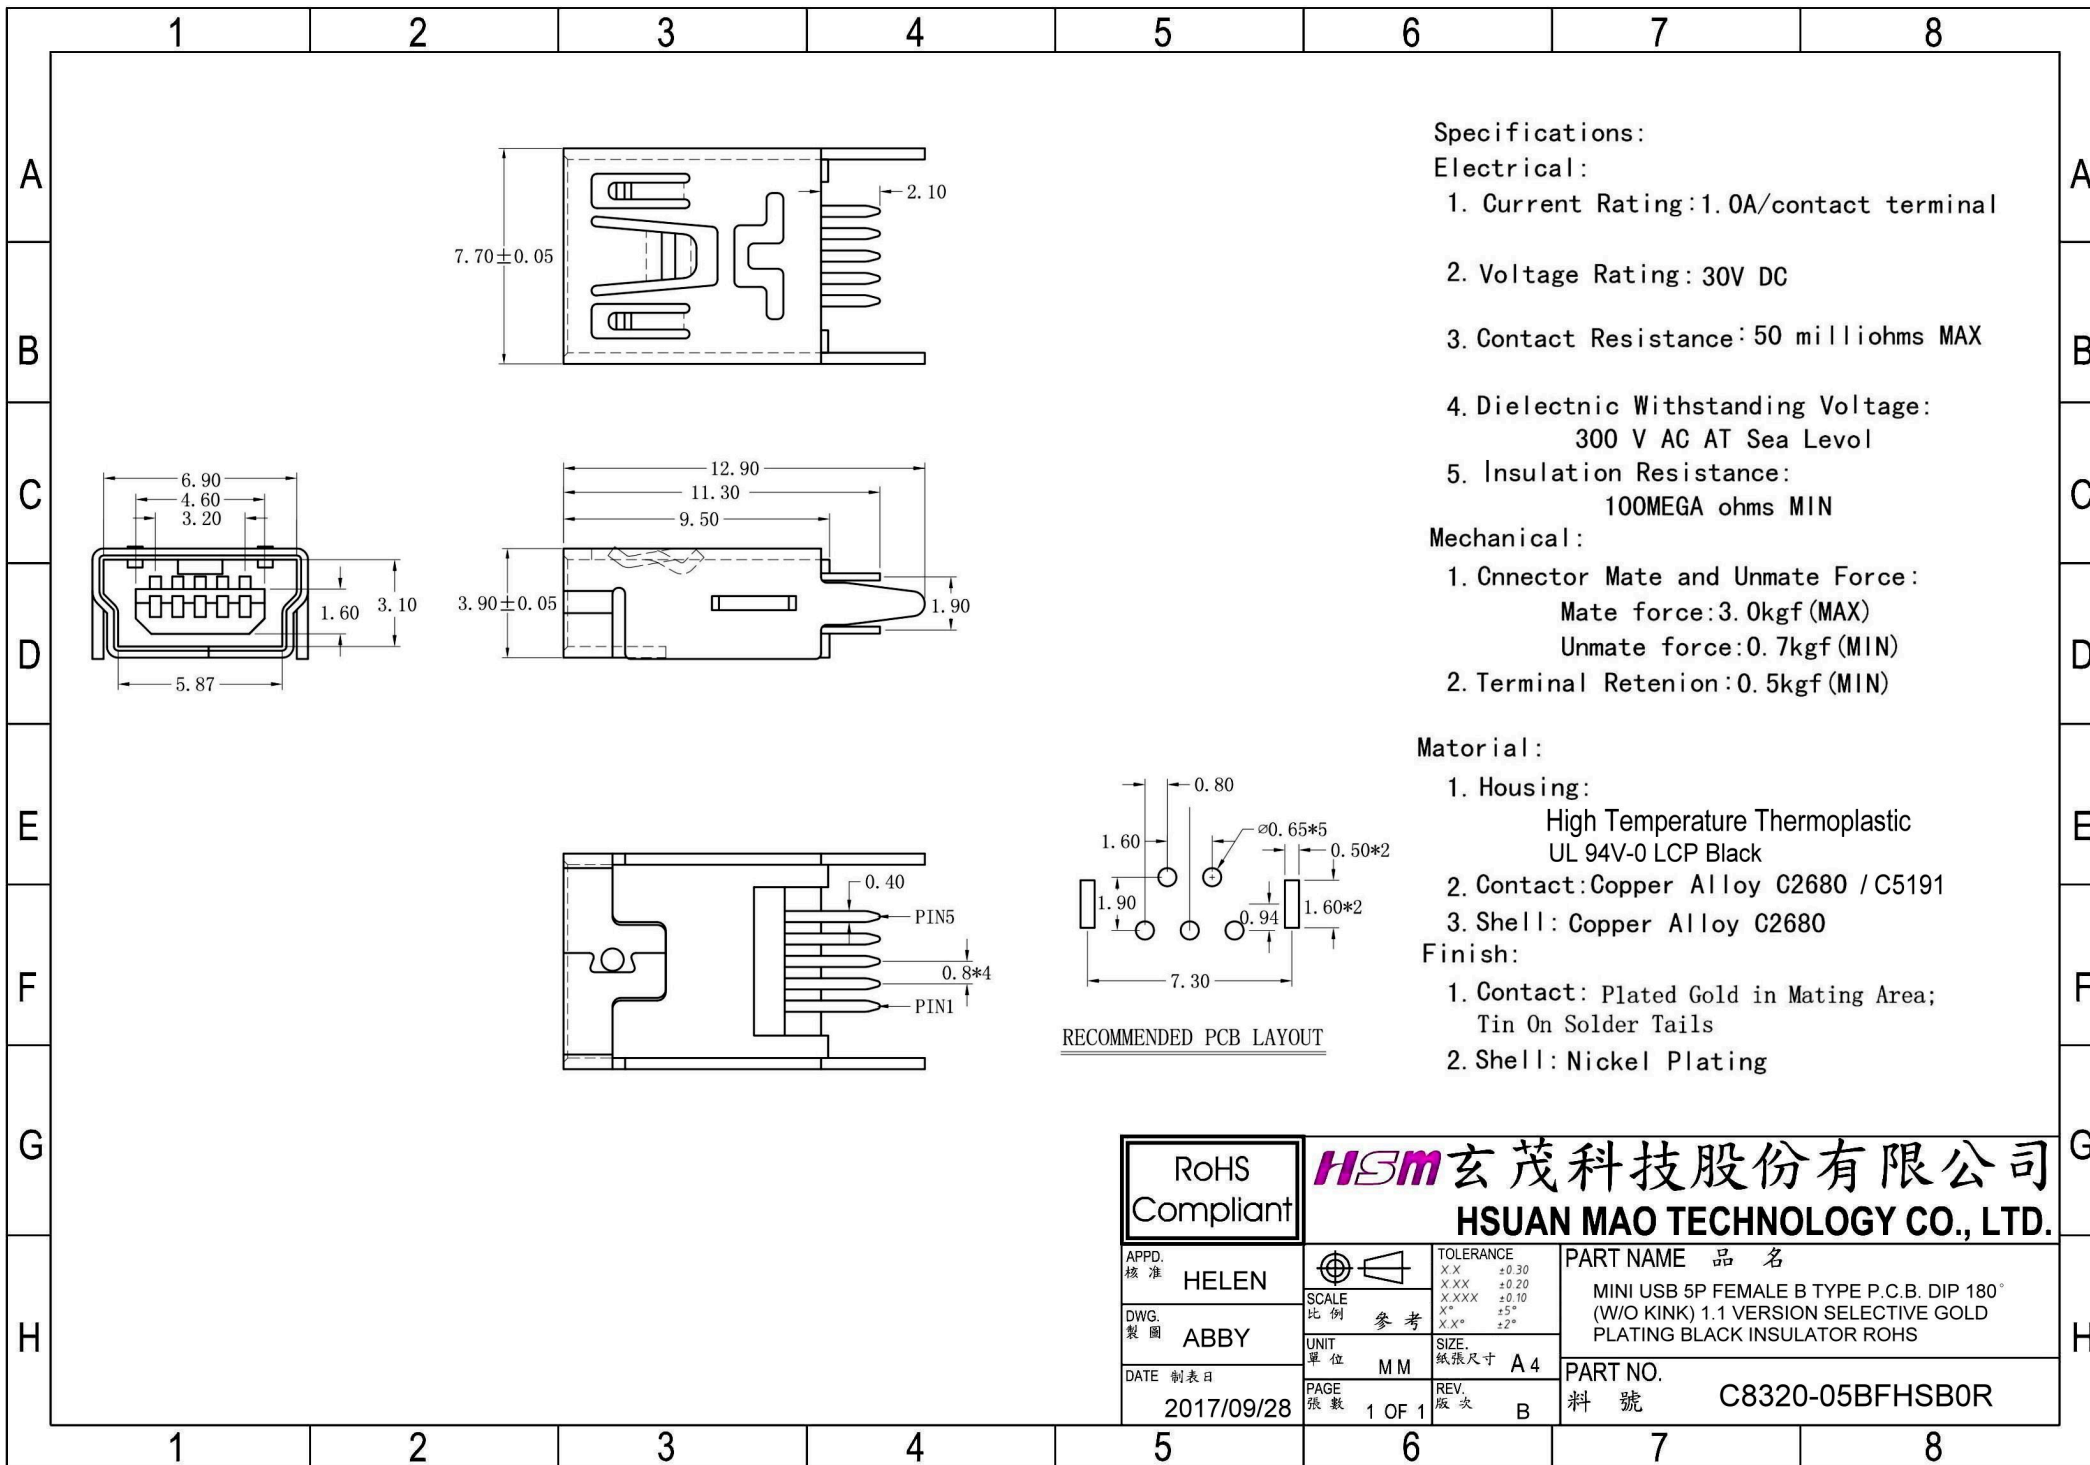 1 2 3 4 5 6 7 8
A A
B B
C C
D D
E E
F F
G G
H H
7.70±0.05
2.10
6.90
4.60
3.20
1.60
3.10
5.87
12.90
11.30
9.50
3.90±0.05
1.90
0.40
PIN5
0.8*4
PIN1
0.80
1.60
⌀0.65*5
0.50*2
1.90
0.94
1.60*2
7.30
RECOMMENDED PCB LAYOUT
Specifications:
Electrical:
1. Current Rating:1.0A/contact terminal
2. Voltage Rating: 30V DC
3. Contact Resistance: 50 milliohms MAX
4. Dielectnic Withstanding Voltage:
300 V AC AT Sea Levol
5. Insulation Resistance:
100MEGA ohms MIN
Mechanical:
1. Cnnector Mate and Unmate Force:
Mate force:3.0kgf(MAX)
Unmate force:0.7kgf(MIN)
2. Terminal Retenion:0.5kgf(MIN)
Matorial:
1. Housing:
High Temperature Thermoplastic
UL 94V-0 LCP Black
2. Contact:Copper Alloy C2680 / C5191
3. Shell: Copper Alloy C2680
Finish:
1. Contact: Plated Gold in Mating Area;
Tin On Solder Tails
2. Shell: Nickel Plating
RoHS
Compliant
HSM玄茂科技股份有限公司
HSUAN MAO TECHNOLOGY CO., LTD.
APPD.
核 准 HELEN
DWG.
製 圖 ABBY
DATE 制表日
2017/09/28
SCALE
比 例 參 考
UNIT
單 位 MM
PAGE
張 數 1 OF 1
TOLERANCE
X.X ±0.30
X.XX ±0.20
X.XXX ±0.10
X° ±5°
X.X° ±2°
SIZE.
紙張尺寸 A4
REV.
版 次 B
PART NAME 品 名
MINI USB 5P FEMALE B TYPE P.C.B. DIP 180°
(W/O KINK) 1.1 VERSION SELECTIVE GOLD
PLATING BLACK INSULATOR ROHS
PART NO.
料 號 C8320-05BFHSB0R
1 2 3 4 5 6 7 8